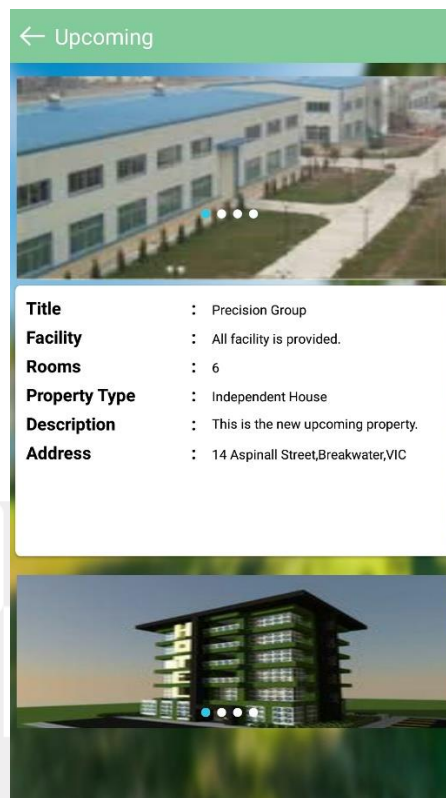 Upcoming
Title : Precision Group
Facility : All facility is provided.
Rooms : 6
Property Type : Independent House
Description : This is the new upcoming property.
Address : 14 Aspinall Street,Breakwater,VIC
HOTEL